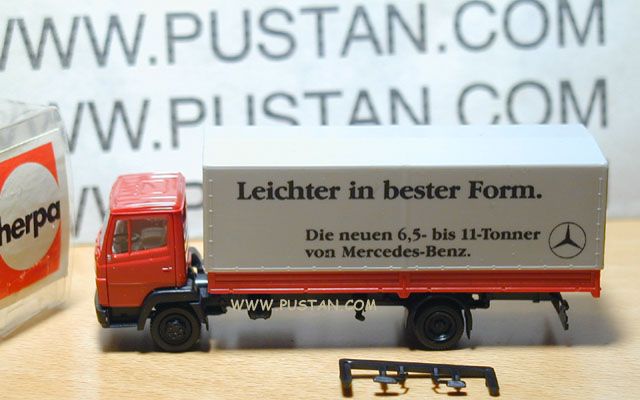 WWW.PUSTAN.COM
WWW.PUSTAN.COM
herpa
Leichter in bester Form.
Die neuen 6,5- bis 11-Tonner
von Mercedes-Benz.
WWW.PUSTAN.COM